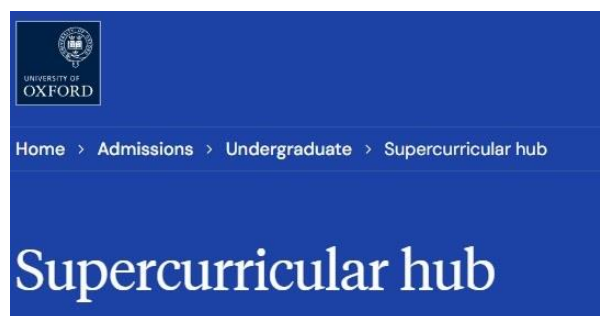 UNIVERSITY OF
OXFORD
Home > Admissions > Undergraduate > Supercurricular hub
Supercurricular hub